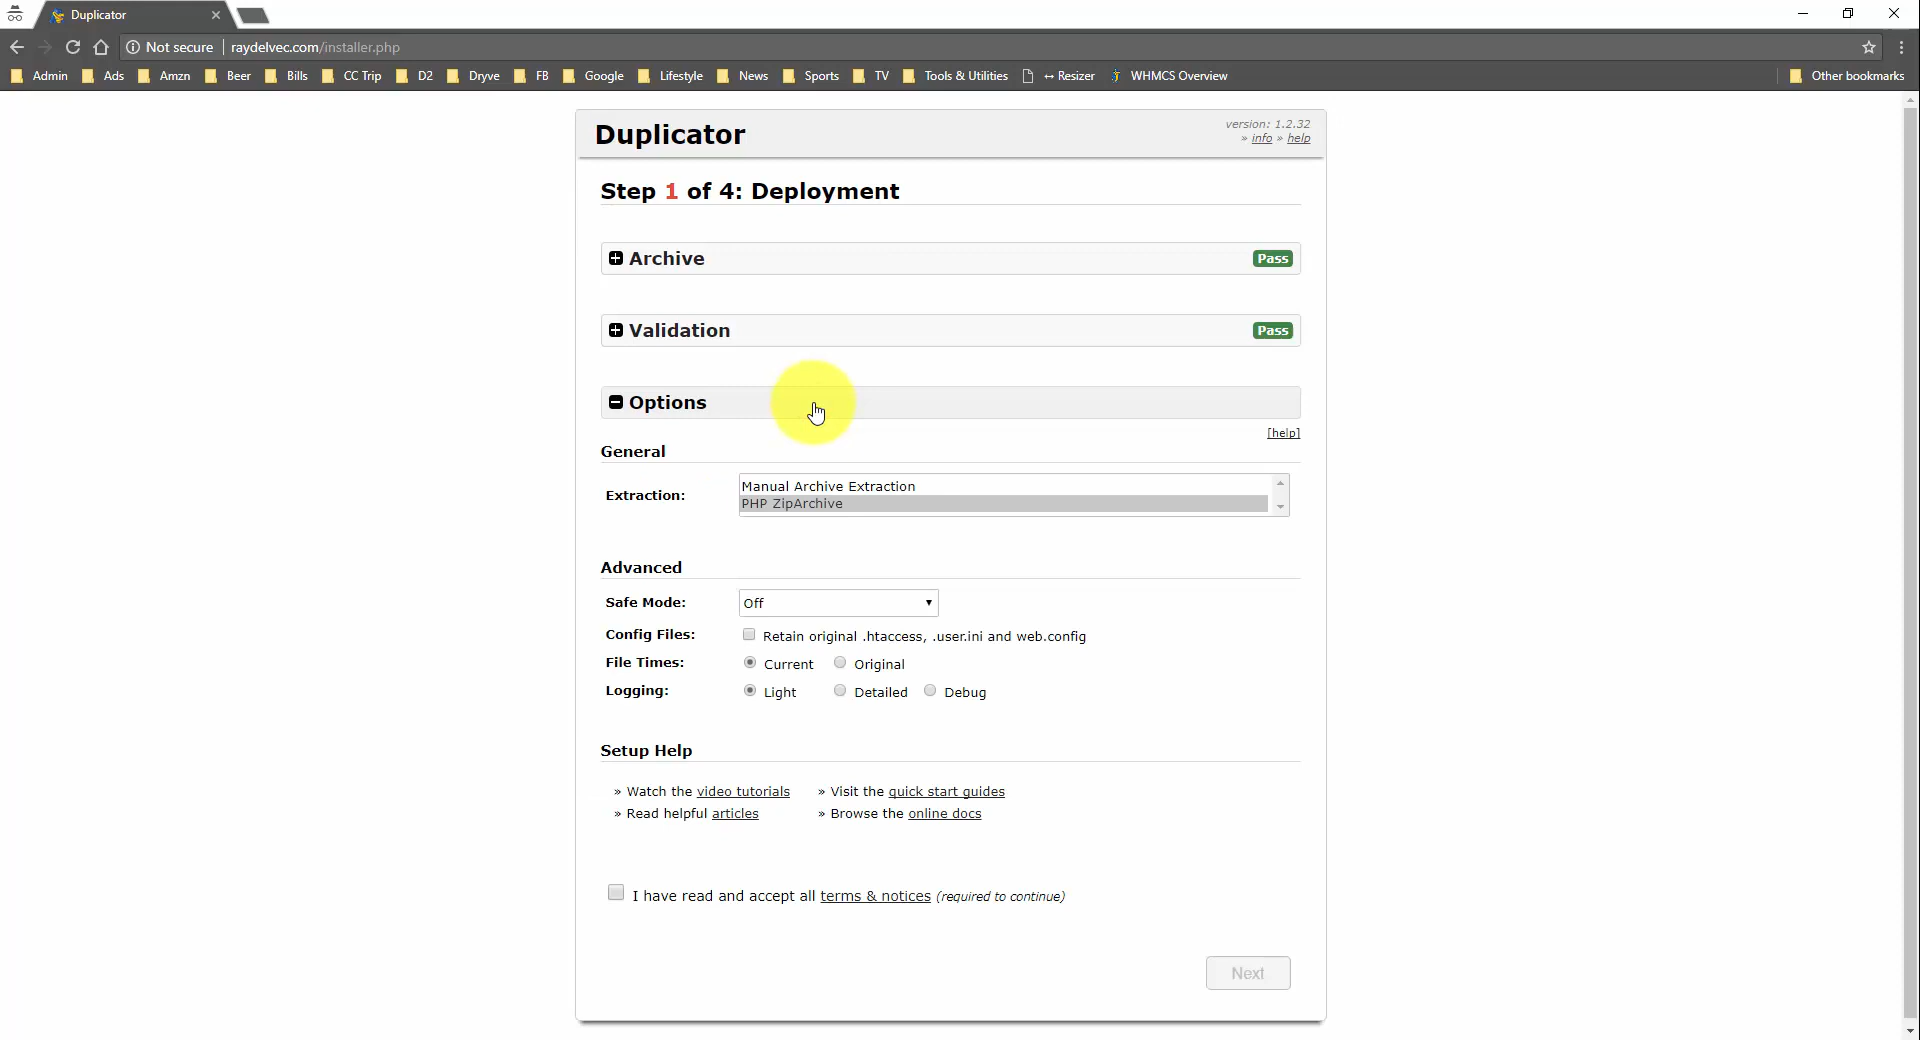 Duplicator
Not secure | raydelvec.com/installer.php
Admin Ads Amzn Beer Bills CC Trip D2 Dryve FB Google Lifestyle News Sports TV Tools & Utilities ↔ Resizer WHMCS Overview Other bookmarks
Duplicator
version: 1.2.32
» info » help
Step 1 of 4: Deployment
Archive Pass
Validation Pass
Options
[help]
General
Extraction:
Manual Archive Extraction
PHP ZipArchive
Advanced
Safe Mode: Off
Config Files: Retain original .htaccess, .user.ini and web.config
File Times: Current Original
Logging: Light Detailed Debug
Setup Help
» Watch the video tutorials » Visit the quick start guides
» Read helpful articles » Browse the online docs
I have read and accept all terms & notices (required to continue)
Next